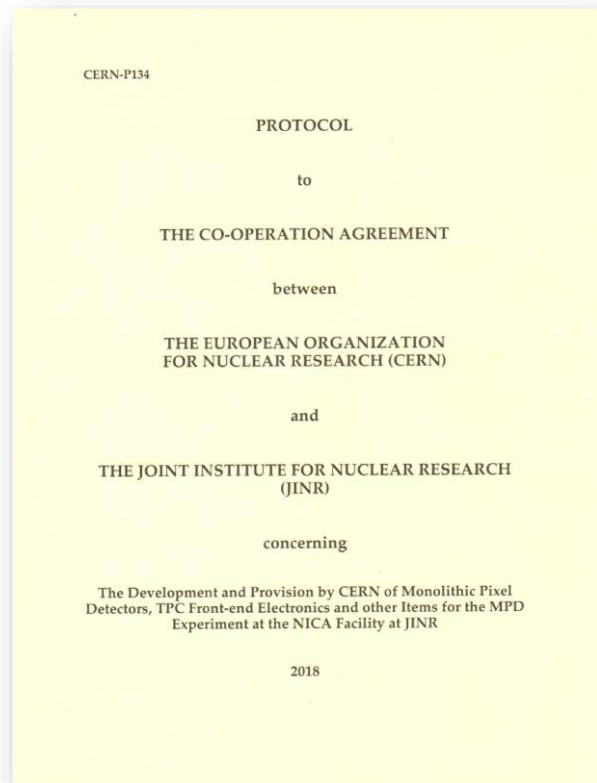 CERN-P134
PROTOCOL
to
THE CO-OPERATION AGREEMENT
between
THE EUROPEAN ORGANIZATION
FOR NUCLEAR RESEARCH (CERN)
and
THE JOINT INSTITUTE FOR NUCLEAR RESEARCH
(JINR)
concerning
The Development and Provision by CERN of Monolithic Pixel
Detectors, TPC Front-end Electronics and other Items for the MPD
Experiment at the NICA Facility at JINR
2018